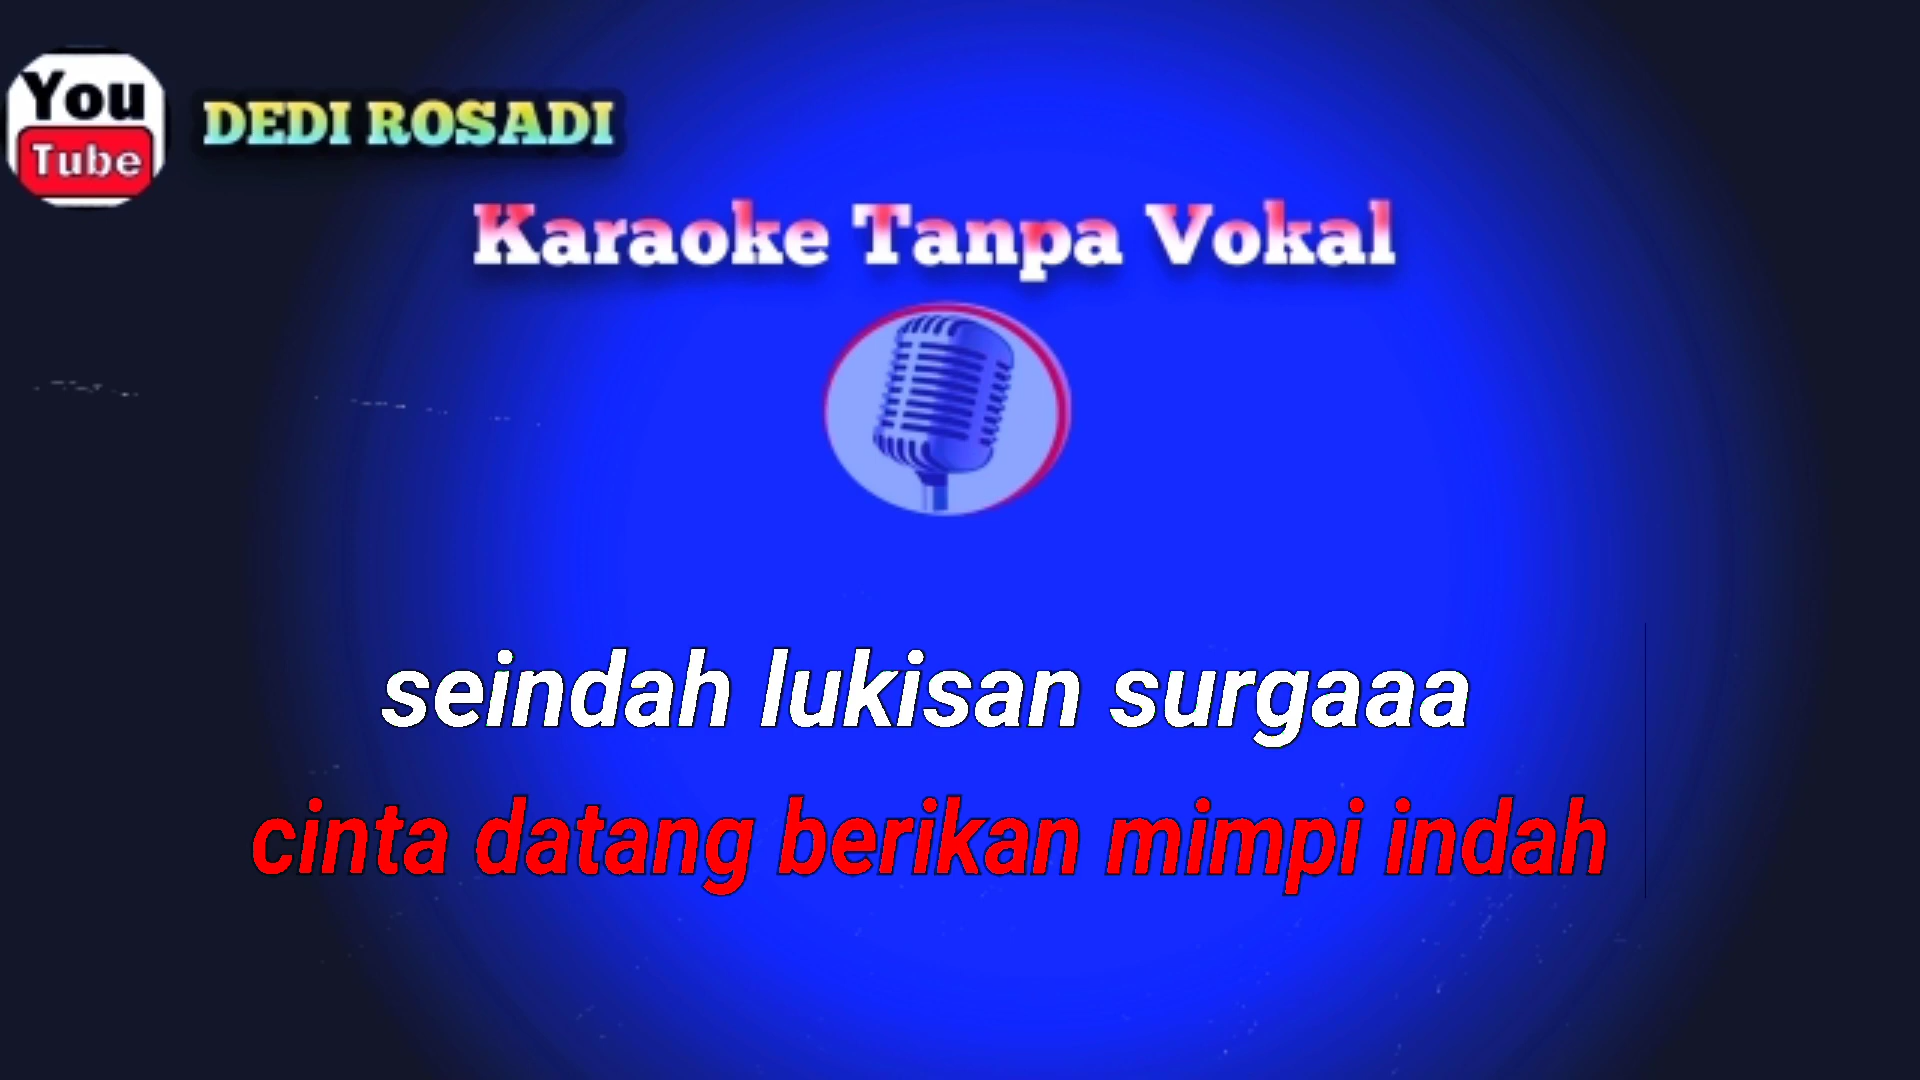 You
Tube
DEDI ROSADI
Karaoke Tanpa Vokal
seindah lukisan surgaaa
cinta datang berikan mimpi indah